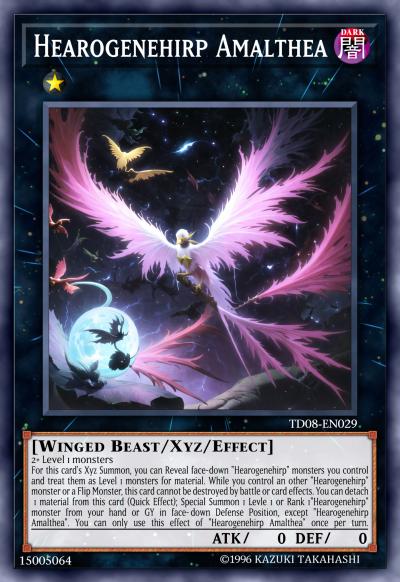 Hearogenehirp Amalthea
DARK
闇
TD08-EN029
[Winged Beast/Xyz/Effect]
2+ Level 1 monsters
For this card's Xyz Summon, you can Reveal face-down "Hearogenehirp" monsters you control
and treat them as Level 1 monsters for material. While you control an other "Hearogenehirp"
monster or a Flip Monster, this card cannot be destroyed by battle or card effects. You can detach
1 material from this card (Quick Effect); Special Summon 1 Levle 1 or Rank 1"Hearogenehirp"
monster from your hand or GY in face-down Defense Position, except "Hearogenehirp
Amalthea". You can only use this effect of "Hearogenehirp Amalthea" once per turn.
ATK/ 0 DEF/ 0
15005064
©1996 KAZUKI TAKAHASHI